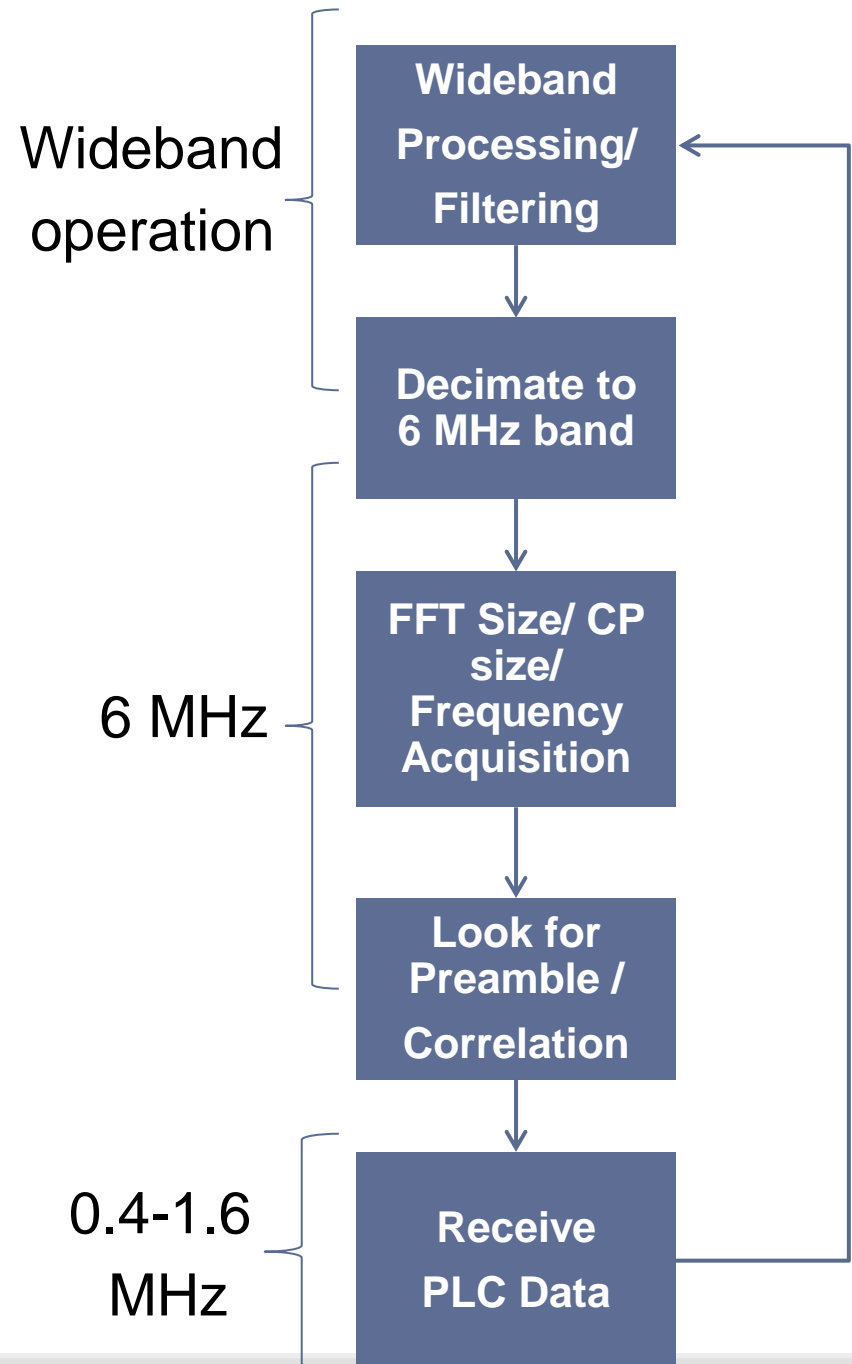 Wideband
operation
Wideband
Processing/
Filtering
Decimate to
6 MHz band
6 MHz
FFT Size/ CP
size/
Frequency
Acquisition
Look for
Preamble /
Correlation
0.4-1.6
MHz
Receive
PLC Data